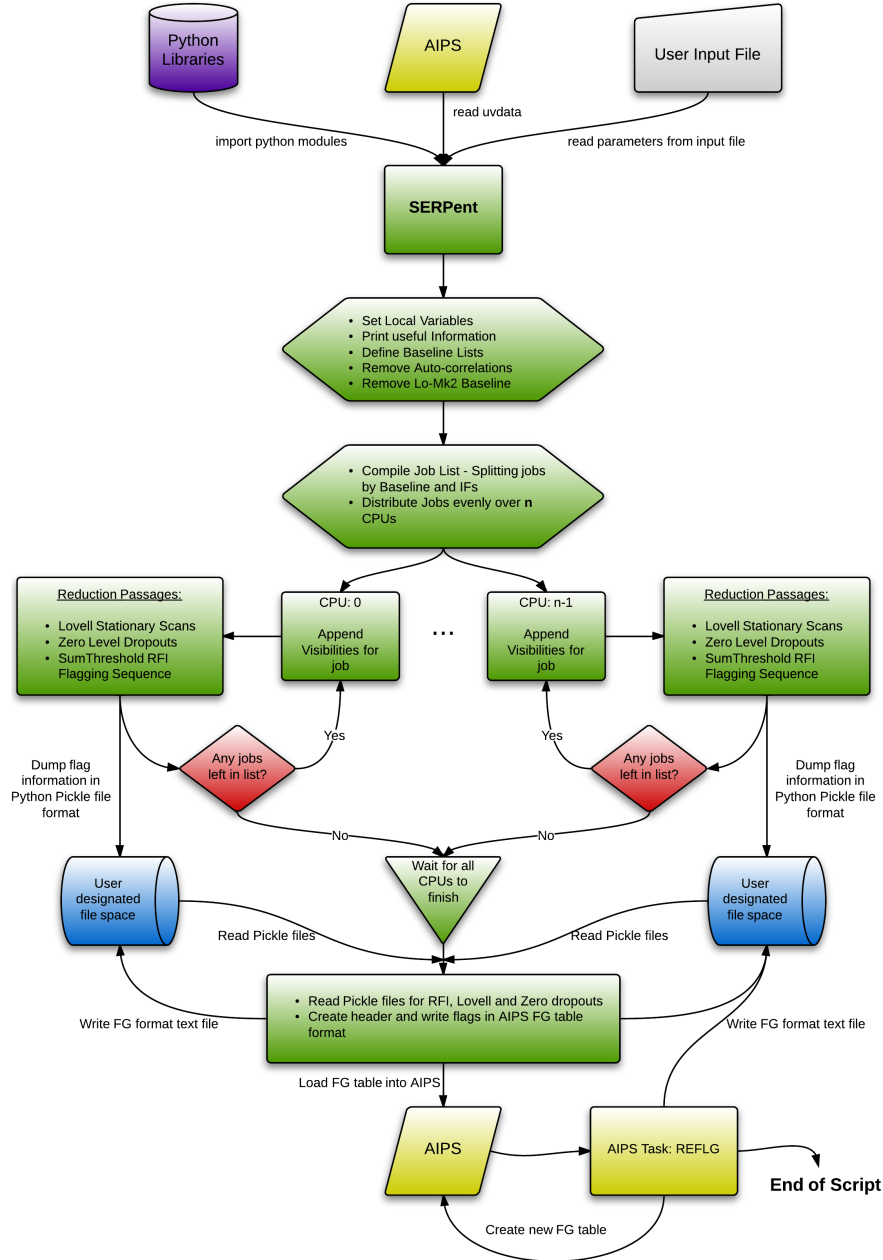 Python
Libraries
AIPS
User Input File
read uvdata
import python modules
read parameters from input file
SERPent
• Set Local Variables
• Print useful Information
• Define Baseline Lists
• Remove Auto-correlations
• Remove Lo-Mk2 Baseline
• Compile Job List - Splitting jobs
by Baseline and IFs
• Distribute Jobs evenly over n
CPUs
Reduction Passages:
• Lovell Stationary Scans
• Zero Level Dropouts
• SumThreshold RFI
Flagging Sequence
CPU: 0
Append
Visibilities for
job
...
CPU: n-1
Append
Visibilities for
job
Reduction Passages:
• Lovell Stationary Scans
• Zero Level Dropouts
• SumThreshold RFI
Flagging Sequence
Yes
Yes
Any jobs
left in list?
Any jobs
left in list?
Dump flag
information in
Python Pickle file
format
Dump flag
information in
Python Pickle file
format
No
No
Wait for all
CPUs to
finish
User
designated
file space
User
designated
file space
Read Pickle files
Read Pickle files
• Read Pickle files for RFI, Lovell and Zero dropouts
• Create header and write flags in AIPS FG table
format
Write FG format text file
Write FG format text file
Load FG table into AIPS
AIPS
AIPS Task: REFLG
End of Script
Create new FG table